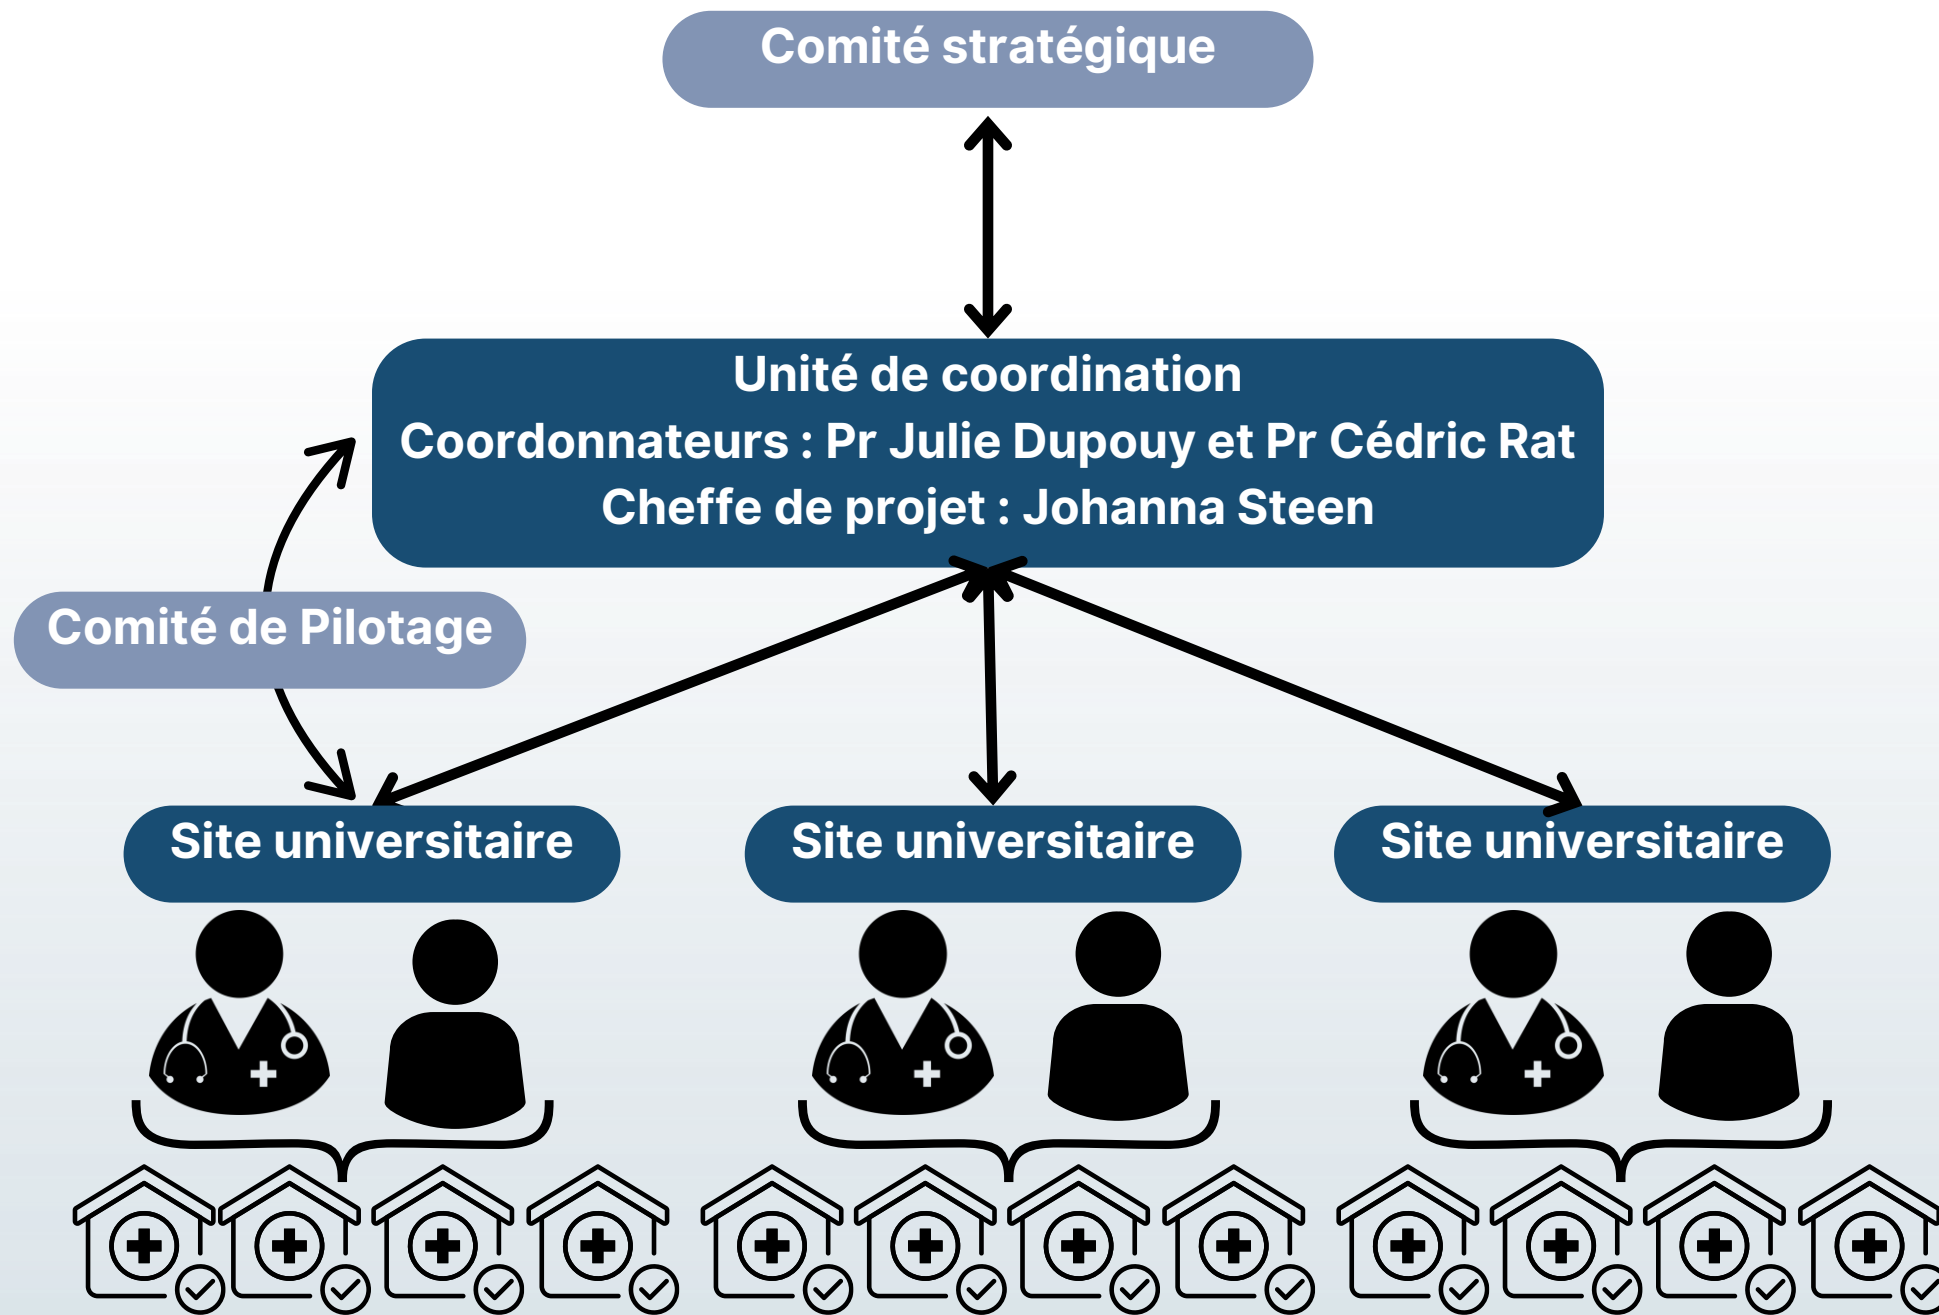 Comité stratégique
Unité de coordination
Coordonnateurs : Pr Julie Dupouy et Pr Cédric Rat
Cheffe de projet : Johanna Steen
Comité de Pilotage
Site universitaire
Site universitaire
Site universitaire